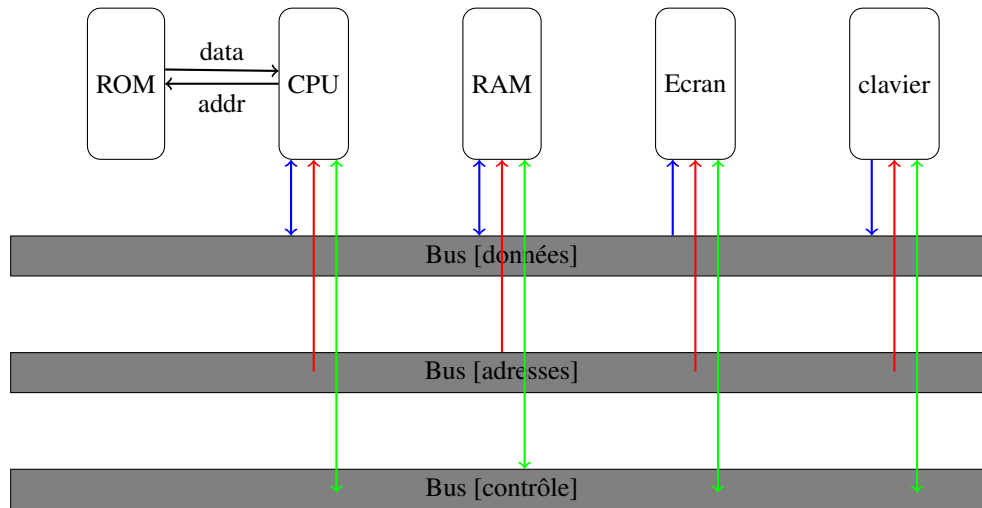 data
ROM
CPU
RAM
Ecran
clavier
addr
Bus [données]
Bus [adresses]
Bus [contrôle]